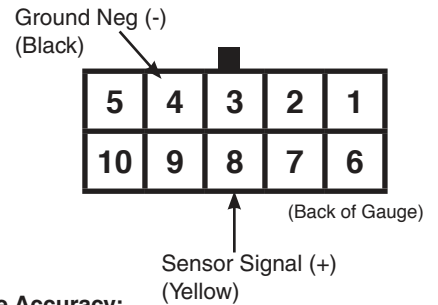 Ground Neg (-)
(Black)
5 4 3 2 1
10 9 8 7 6
(Back of Gauge)
Sensor Signal (+)
(Yellow)
Accuracy: